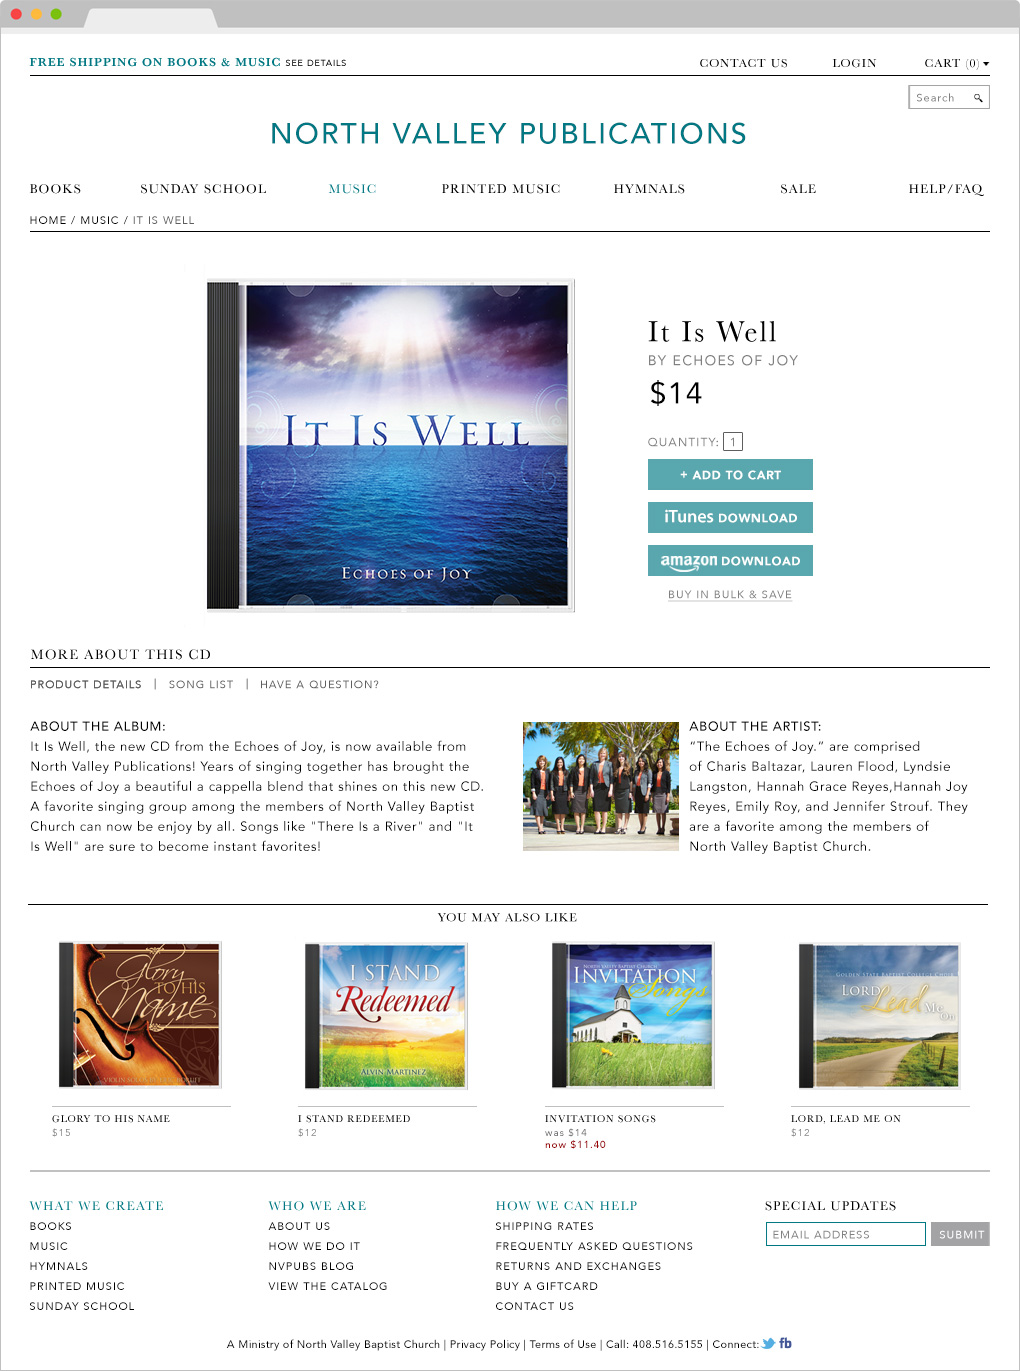 FREE SHIPPING ON BOOKS & MUSIC SEE DETAILS
CONTACT US LOGIN CART (0)
Search
NORTH VALLEY PUBLICATIONS
BOOKS SUNDAY SCHOOL MUSIC PRINTED MUSIC HYMNALS SALE HELP/FAQ
HOME / MUSIC / IT IS WELL
IT IS WELL
ECHOES OF JOY
It Is Well
BY ECHOES OF JOY
$14
QUANTITY: 1
+ ADD TO CART
iTunes DOWNLOAD
amazon DOWNLOAD
BUY IN BULK & SAVE
MORE ABOUT THIS CD
PRODUCT DETAILS | SONG LIST | HAVE A QUESTION?
ABOUT THE ALBUM:
It Is Well, the new CD from the Echoes of Joy, is now available from
North Valley Publications! Years of singing together has brought the
Echoes of Joy a beautiful a cappella blend that shines on this new CD.
A favorite singing group among the members of North Valley Baptist
Church can now be enjoy by all. Songs like "There Is a River" and "It
Is Well" are sure to become instant favorites!
ABOUT THE ARTIST:
“The Echoes of Joy.” are comprised
of Charis Baltazar, Lauren Flood, Lyndsie
Langston, Hannah Grace Reyes,Hannah Joy
Reyes, Emily Roy, and Jennifer Strouf. They
are a favorite among the members of
North Valley Baptist Church.
YOU MAY ALSO LIKE
Glory
TO HIS
Name
I STAND
Redeemed
ALVIN MARTINEZ
NORTH VALLEY BAPTIST CHURCH
INVITATION
Songs
GOLDEN STATE BAPTIST COLLEGE CHOIR
LORD Lead Me
On
GLORY TO HIS NAME
$15
I STAND REDEEMED
$12
INVITATION SONGS
was $14
now $11.40
LORD, LEAD ME ON
$12
WHAT WE CREATE
BOOKS
MUSIC
HYMNALS
PRINTED MUSIC
SUNDAY SCHOOL
WHO WE ARE
ABOUT US
HOW WE DO IT
NVPUBS BLOG
VIEW THE CATALOG
HOW WE CAN HELP
SHIPPING RATES
FREQUENTLY ASKED QUESTIONS
RETURNS AND EXCHANGES
BUY A GIFTCARD
CONTACT US
SPECIAL UPDATES
EMAIL ADDRESS SUBMIT
A Ministry of North Valley Baptist Church | Privacy Policy | Terms of Use | Call: 408.516.5155 | Connect: fb